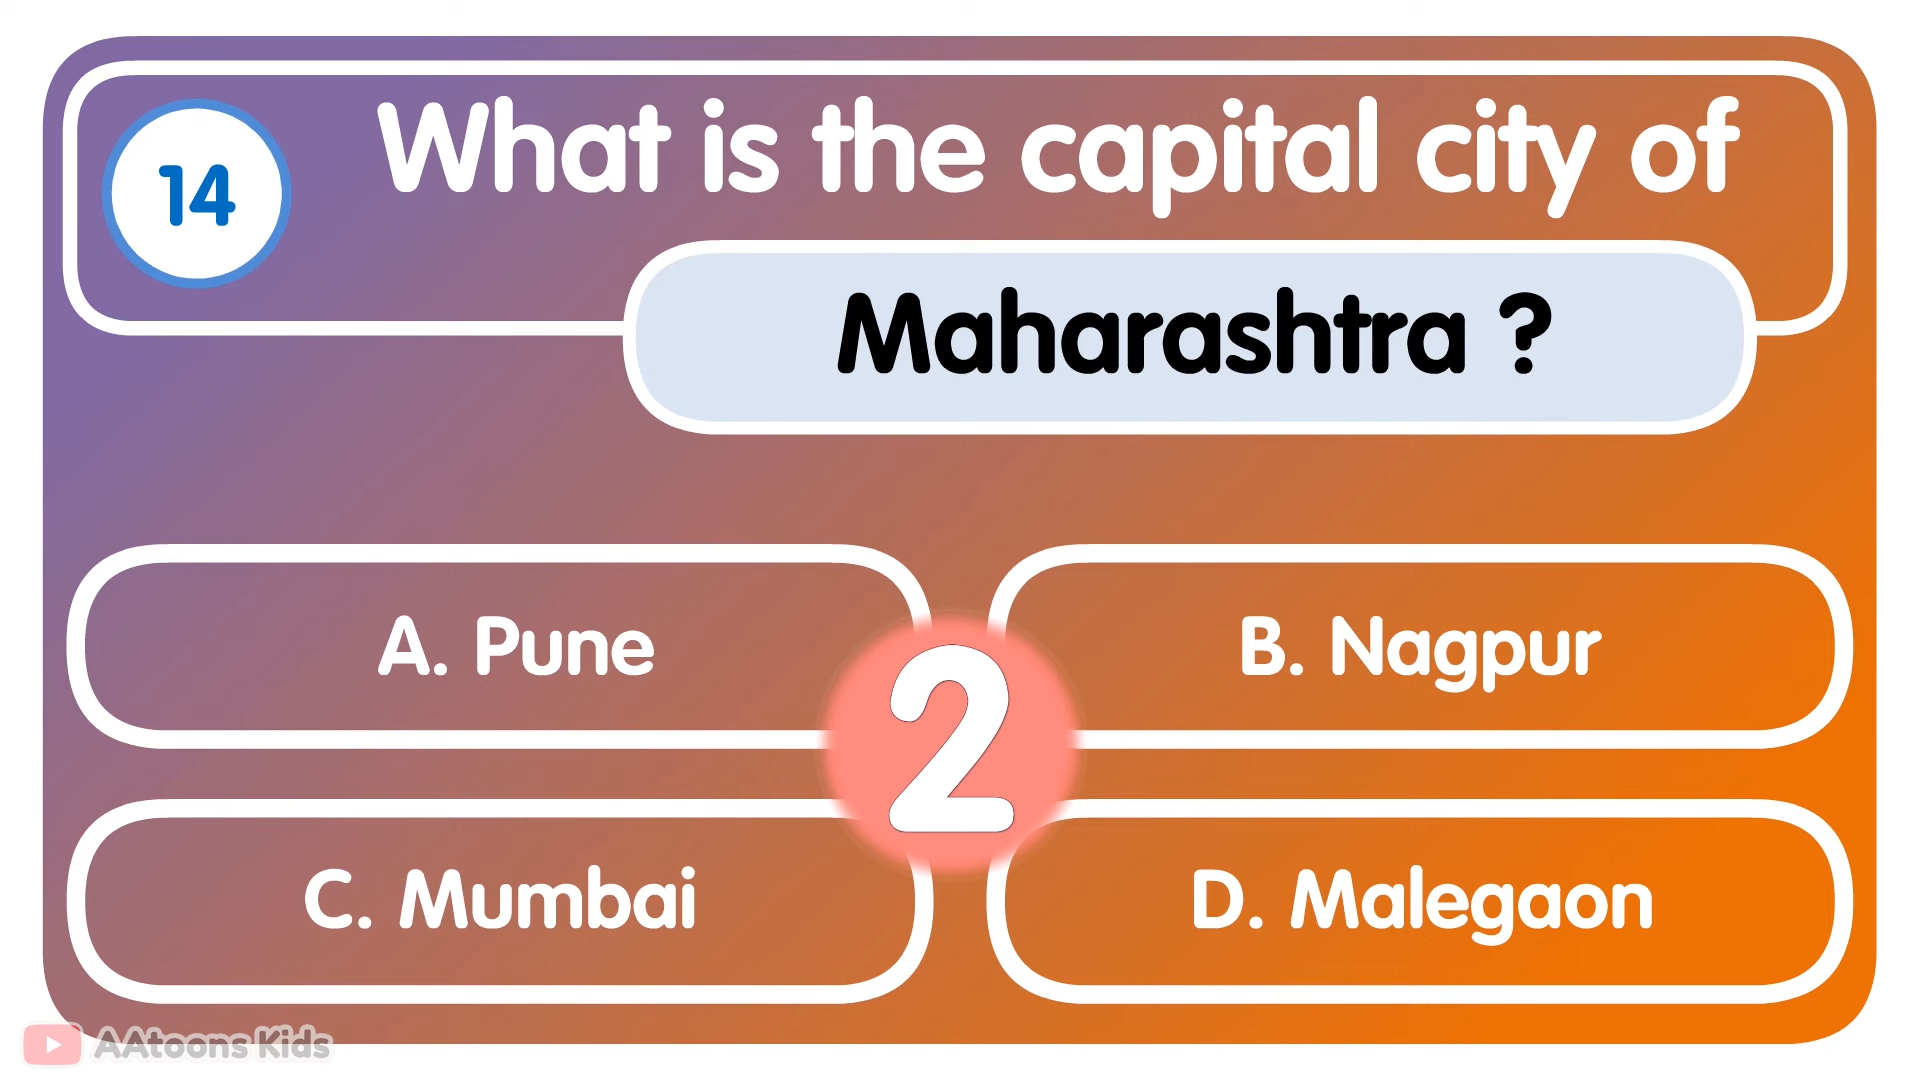 14
What is the capital city of
Maharashtra ?
A. Pune
B. Nagpur
2
C. Mumbai
D. Malegaon
AAtoons Kids